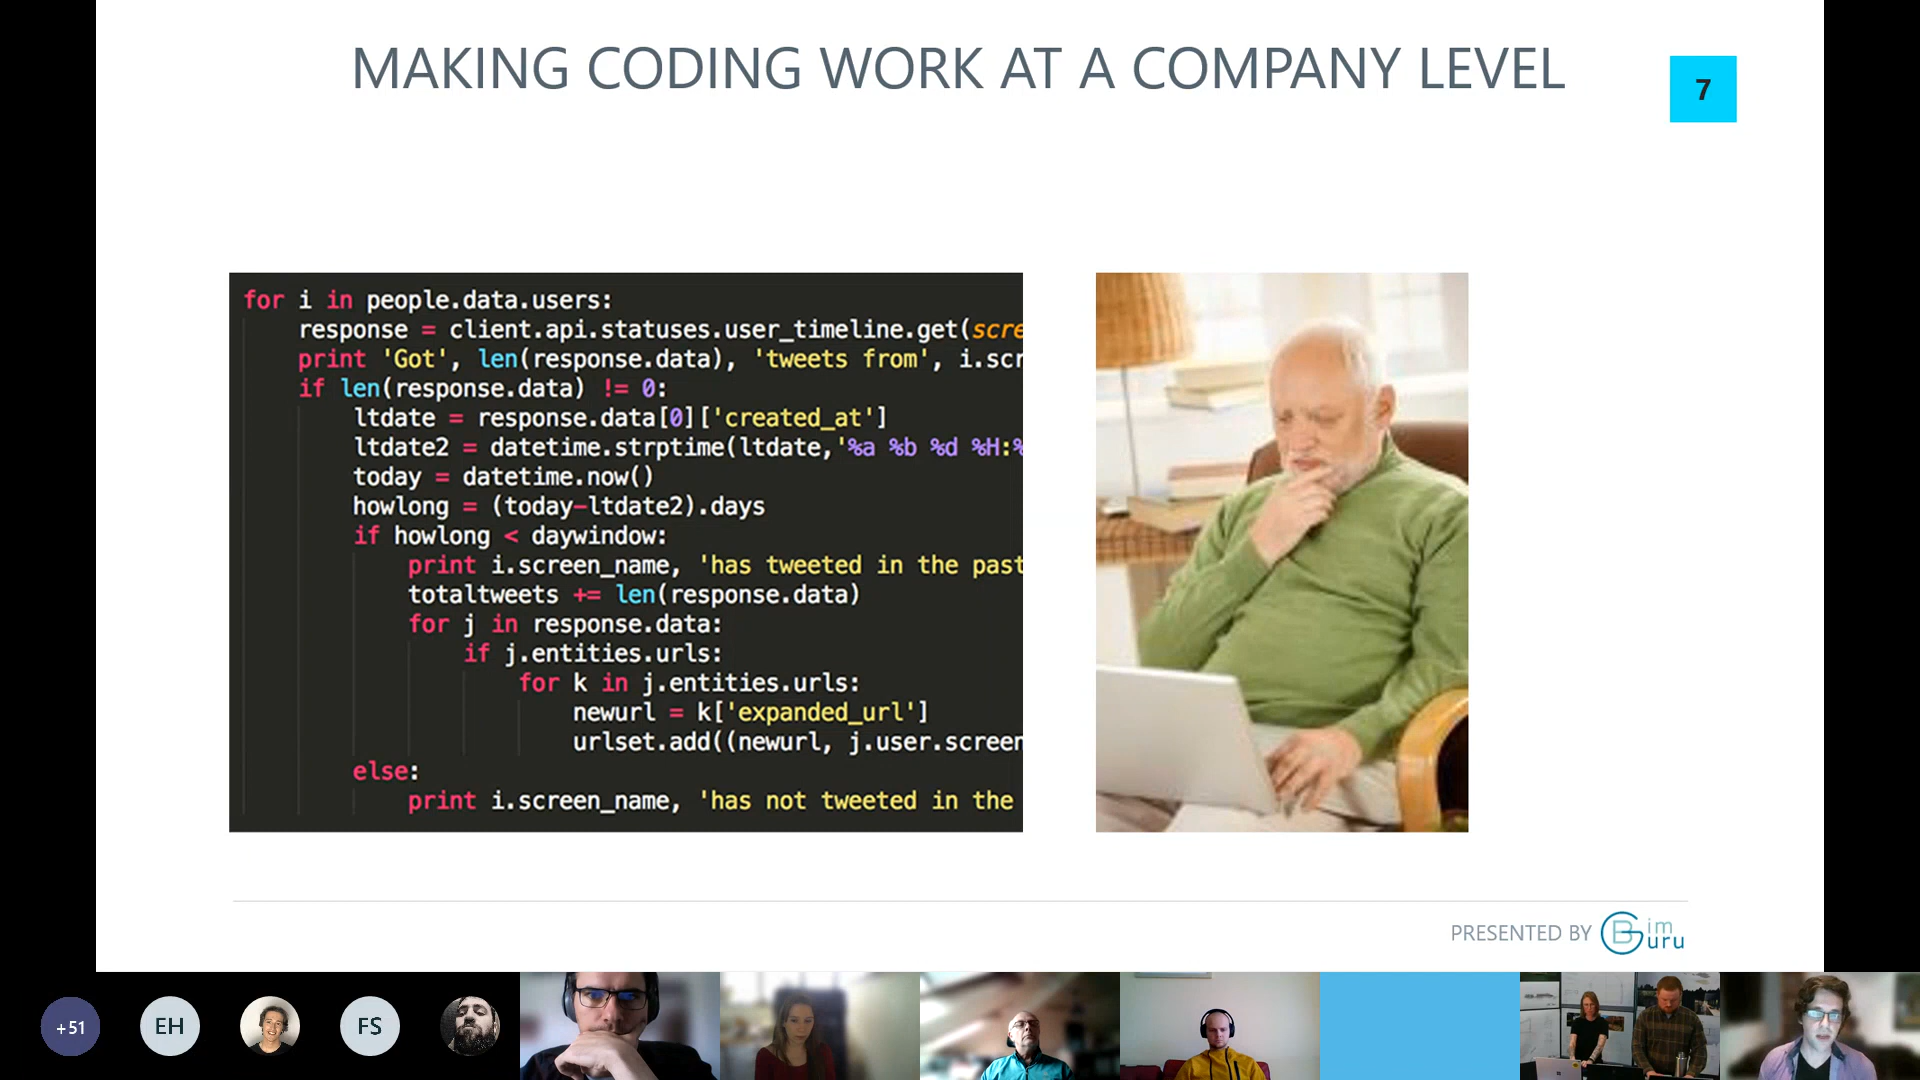 MAKING CODING WORK AT A COMPANY LEVEL
7
for i in people.data.users:
response = client.api.statuses.user_timeline.get(scre
print 'Got', len(response.data), 'tweets from', i.scr
if len(response.data) != 0:
ltdate = response.data[0]['created_at']
ltdate2 = datetime.strptime(ltdate,'%a %b %d %H:%
today = datetime.now()
howlong = (today-ltdate2).days
if howlong < daywindow:
print i.screen_name, 'has tweeted in the past
totaltweets += len(response.data)
for j in response.data:
if j.entities.urls:
for k in j.entities.urls:
newurl = k['expanded_url']
urlset.add((newurl, j.user.screen
else:
print i.screen_name, 'has not tweeted in the
PRESENTED BY Bim Guru
+51 EH FS